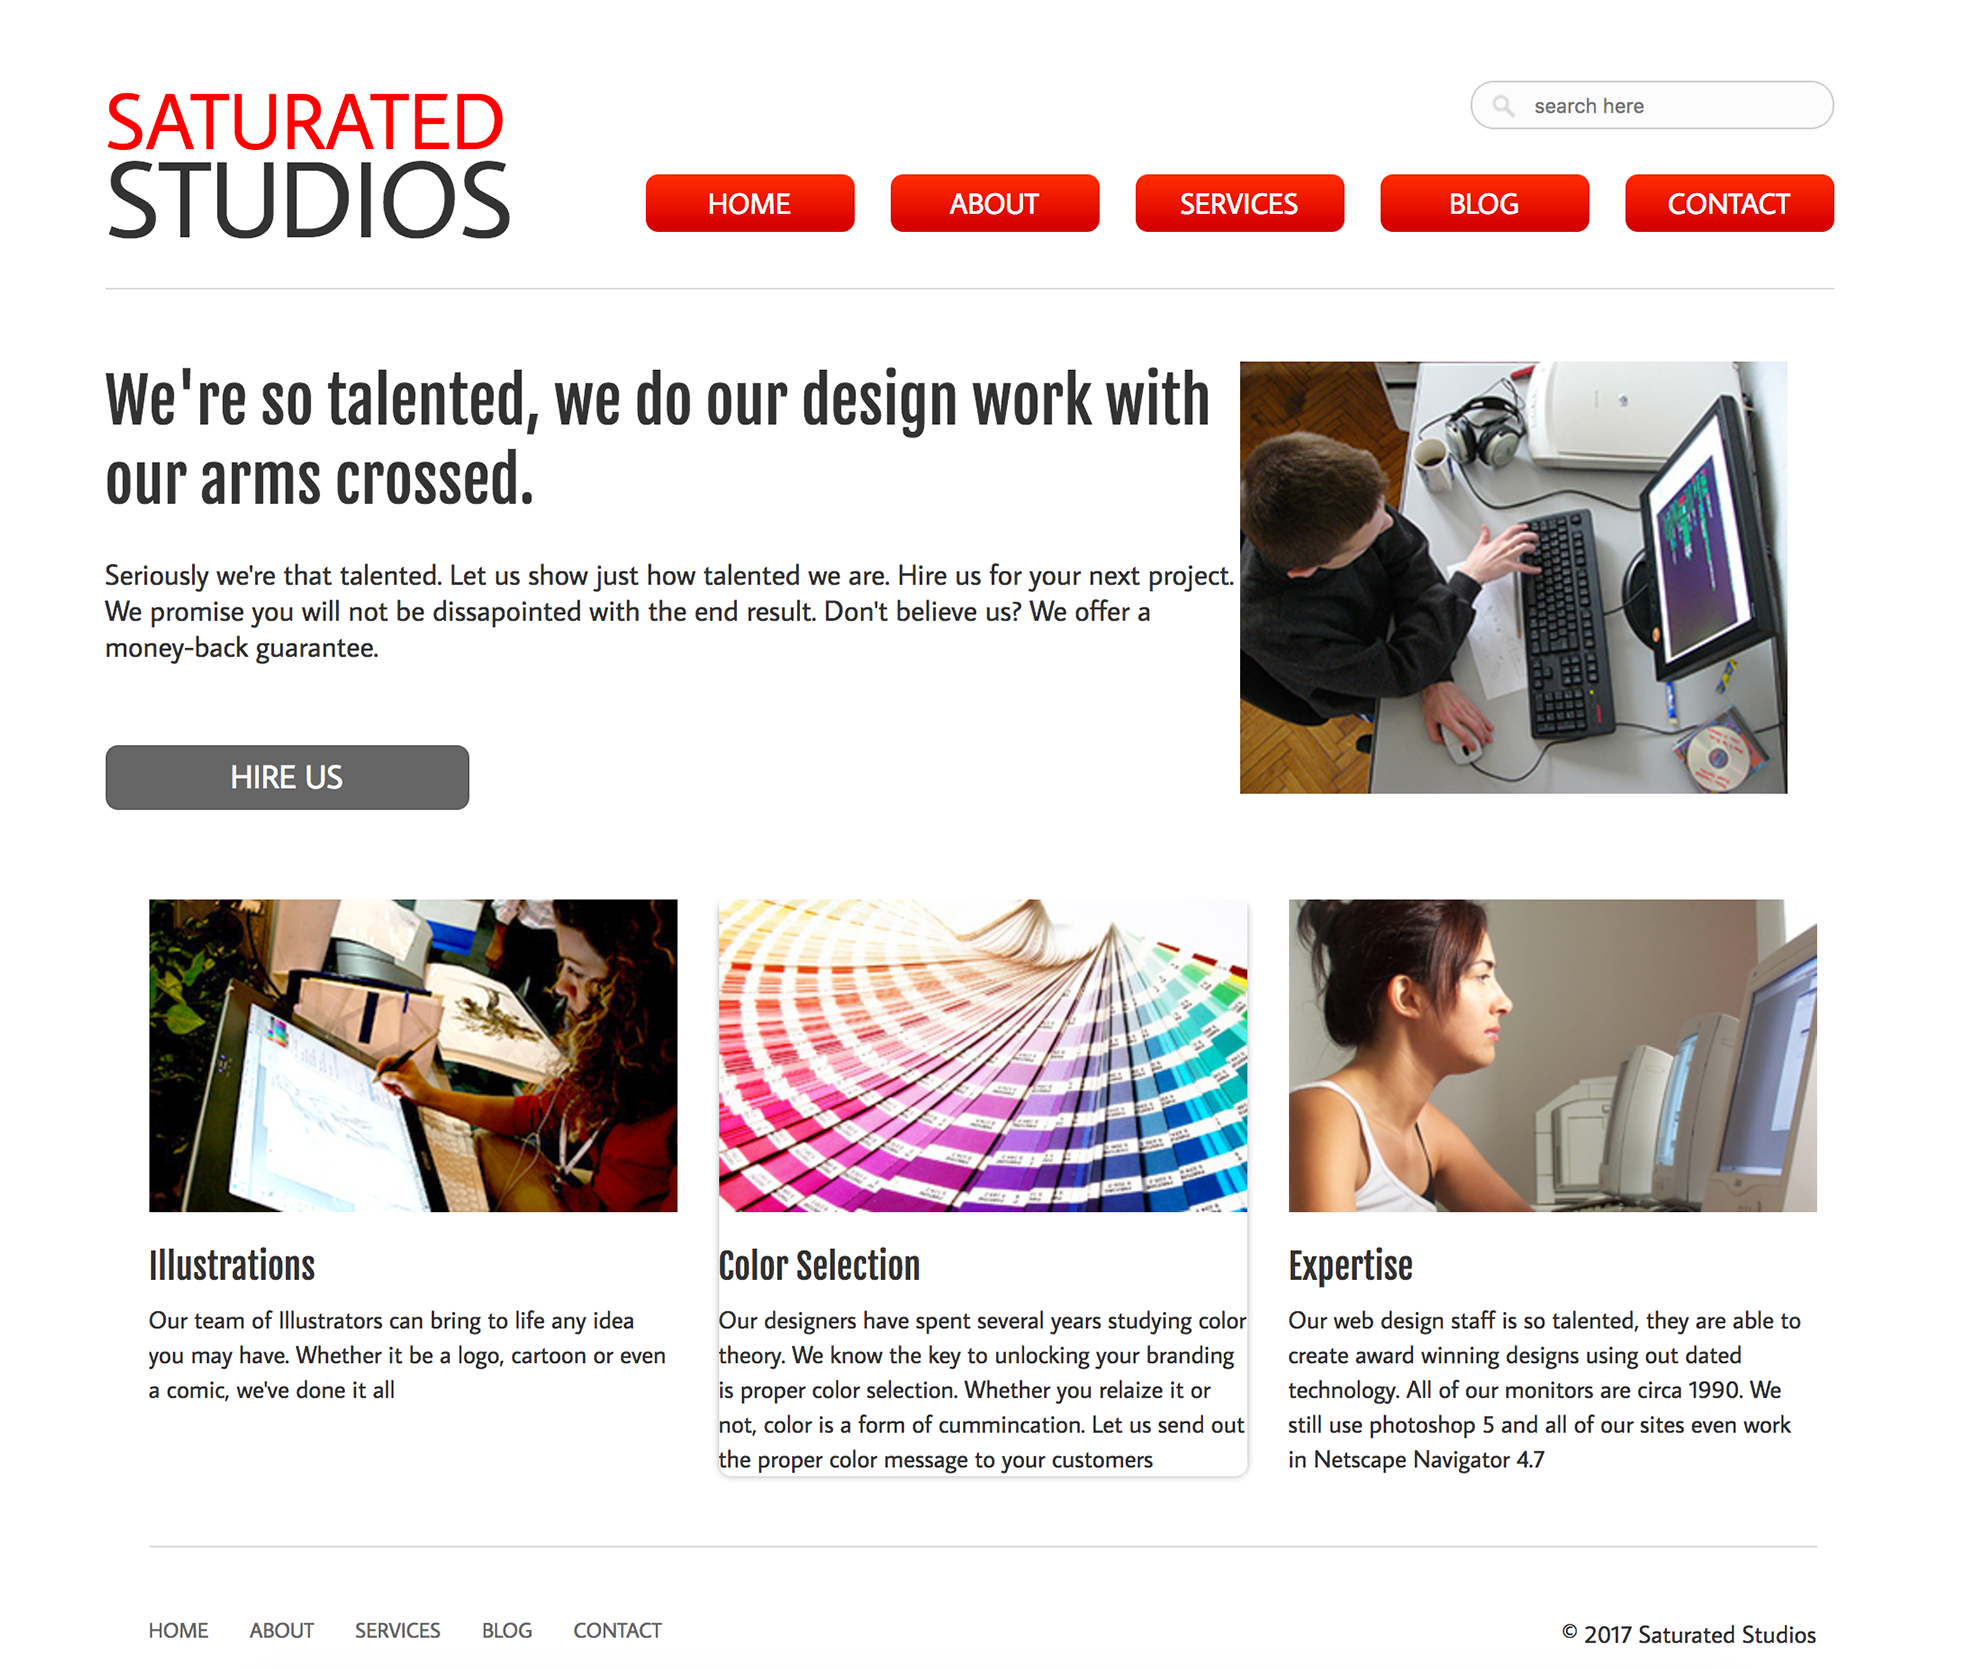 SATURATED
STUDIOS
search here
HOME ABOUT SERVICES BLOG CONTACT
We're so talented, we do our design work with
our arms crossed.
Seriously we're that talented. Let us show just how talented we are. Hire us for your next project.
We promise you will not be dissapointed with the end result. Don't believe us? We offer a
money-back guarantee.
HIRE US
Illustrations
Our team of Illustrators can bring to life any idea
you may have. Whether it be a logo, cartoon or even
a comic, we've done it all
Color Selection
Our designers have spent several years studying color
theory. We know the key to unlocking your branding
is proper color selection. Whether you relaize it or
not, color is a form of cummincation. Let us send out
the proper color message to your customers
Expertise
Our web design staff is so talented, they are able to
create award winning designs using out dated
technology. All of our monitors are circa 1990. We
still use photoshop 5 and all of our sites even work
in Netscape Navigator 4.7
HOME ABOUT SERVICES BLOG CONTACT
© 2017 Saturated Studios